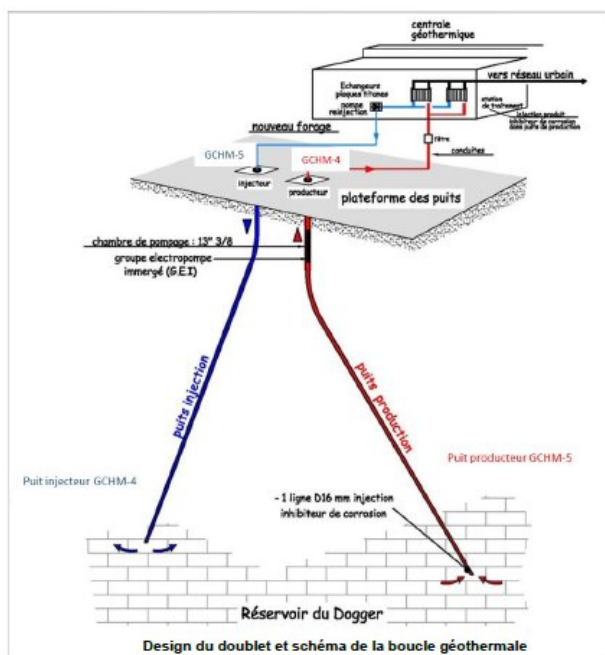 centrale
géothermique
vers réseau urbain
Echangeurs
plaques titanes
pompe
reinjection
station
de traitement
injection produit
inhibiteur de corrosion
dans puits de production
nouveau forage
filtre
GCHM-5
GCHM-4
conduites
injecteur
producteur
plateforme des puits
chambre de pompage : 13" 3/8
groupe electropompe
immergé (G.E.I)
puits injection
puits production
Puit injecteur GCHM-4
Puit producteur GCHM-5
- 1 ligne D16 mm injection
inhibiteur de corrosion
Réservoir du Dogger
Design du doublet et schéma de la boucle géothermale